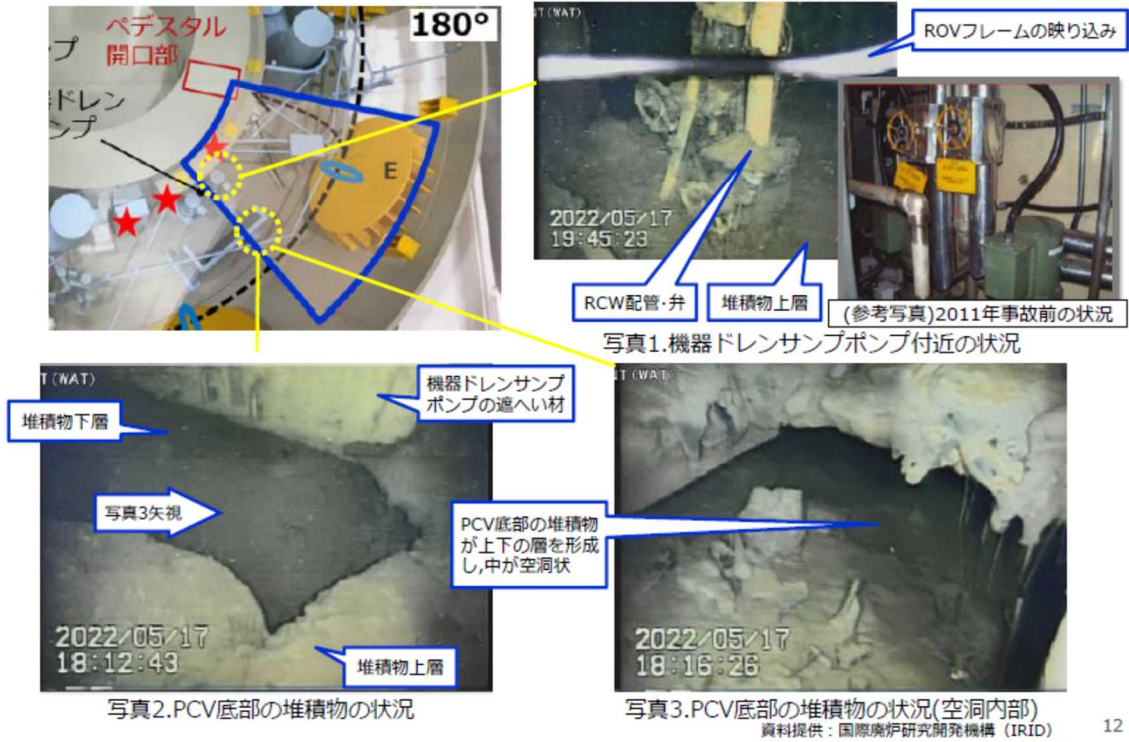 ペデスタル
開口部
180°
プ
器ドレン
ンプ
E
NT(WAT)
ROVフレームの映り込み
2022/05/17
19:45:23
RCW配管・弁
堆積物上層
(参考写真)2011年事故前の状況
写真1.機器ドレンサンプポンプ付近の状況
T(WAT)
機器ドレンサンプ
ポンプの遮へい材
堆積物下層
写真3矢視
2022/05/17
18:12:43
堆積物上層
写真2.PCV底部の堆積物の状況
NT(WAT)
PCV底部の堆積物
が上下の層を形成
し,中が空洞状
2022/05/17
18:16:26
写真3.PCV底部の堆積物の状況(空洞内部)
資料提供：国際廃炉研究開発機構（IRID）
12